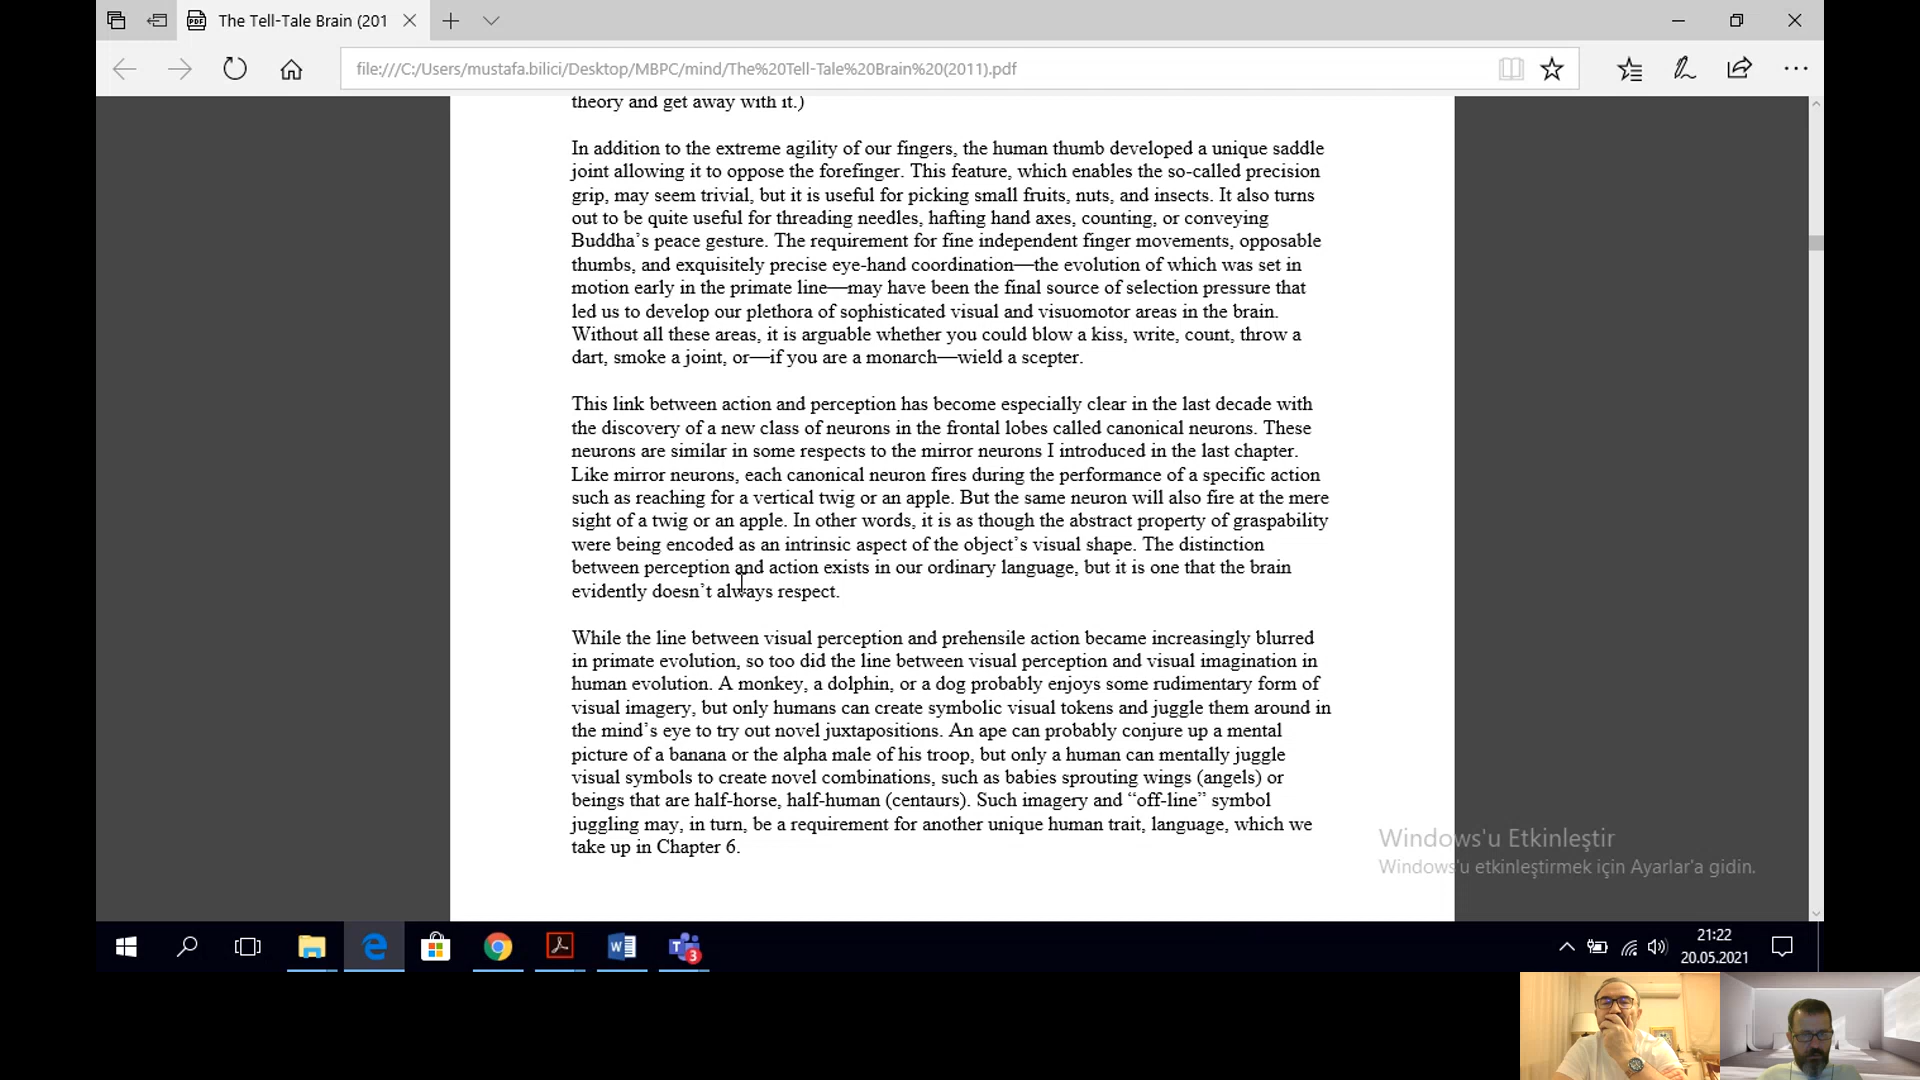 The Tell-Tale Brain (201
file:///C:/Users/mustafa.bilici/Desktop/MBPC/mind/The%20Tell-Tale%20Brain%20(2011).pdf
theory and get away with it.)
In addition to the extreme agility of our fingers, the human thumb developed a unique saddle
joint allowing it to oppose the forefinger. This feature, which enables the so-called precision
grip, may seem trivial, but it is useful for picking small fruits, nuts, and insects. It also turns
out to be quite useful for threading needles, hafting hand axes, counting, or conveying
Buddha’s peace gesture. The requirement for fine independent finger movements, opposable
thumbs, and exquisitely precise eye-hand coordination—the evolution of which was set in
motion early in the primate line—may have been the final source of selection pressure that
led us to develop our plethora of sophisticated visual and visuomotor areas in the brain.
Without all these areas, it is arguable whether you could blow a kiss, write, count, throw a
dart, smoke a joint, or—if you are a monarch—wield a scepter.
This link between action and perception has become especially clear in the last decade with
the discovery of a new class of neurons in the frontal lobes called canonical neurons. These
neurons are similar in some respects to the mirror neurons I introduced in the last chapter.
Like mirror neurons, each canonical neuron fires during the performance of a specific action
such as reaching for a vertical twig or an apple. But the same neuron will also fire at the mere
sight of a twig or an apple. In other words, it is as though the abstract property of graspability
were being encoded as an intrinsic aspect of the object’s visual shape. The distinction
between perception and action exists in our ordinary language, but it is one that the brain
evidently doesn’t always respect.
While the line between visual perception and prehensile action became increasingly blurred
in primate evolution, so too did the line between visual perception and visual imagination in
human evolution. A monkey, a dolphin, or a dog probably enjoys some rudimentary form of
visual imagery, but only humans can create symbolic visual tokens and juggle them around in
the mind’s eye to try out novel juxtapositions. An ape can probably conjure up a mental
picture of a banana or the alpha male of his troop, but only a human can mentally juggle
visual symbols to create novel combinations, such as babies sprouting wings (angels) or
beings that are half-horse, half-human (centaurs). Such imagery and “off-line” symbol
juggling may, in turn, be a requirement for another unique human trait, language, which we
take up in Chapter 6.
Windows'u Etkinleştir
Windows'u etkinleştirmek için Ayarlar'a gidin.
3
21:22
20.05.2021